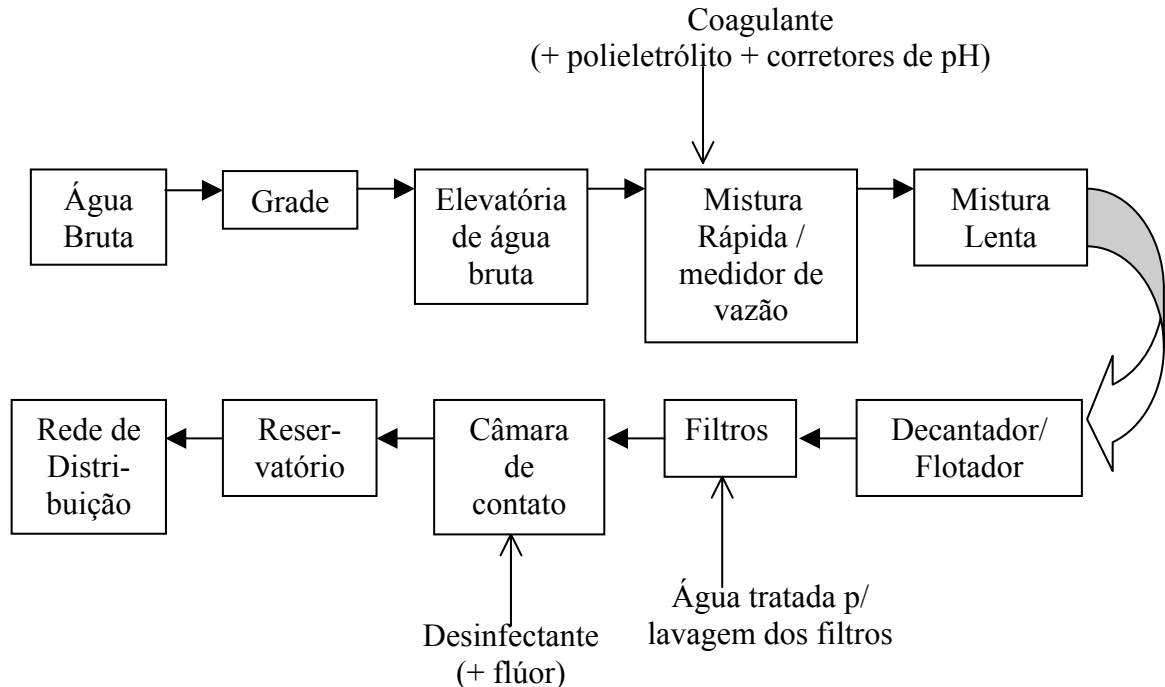 Coagulante
(+ polieletrólito + corretores de pH)
Água
Bruta
Grade
Elevatória
de água
bruta
Mistura
Rápida /
medidor de
vazão
Mistura
Lenta
Decantador/
Flotador
Filtros
Câmara
de
contato
Reser-
vatório
Rede de
Distri-
buição
Água tratada p/
lavagem dos filtros
Desinfectante
(+ flúor)